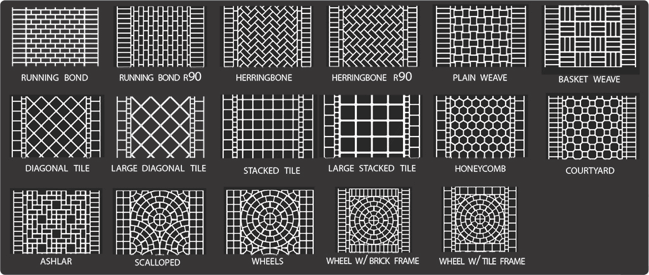 RUNNING BOND
RUNNING BOND R90
HERRINGBONE
HERRINGBONE R90
PLAIN WEAVE
BASKET WEAVE
DIAGONAL TILE
LARGE DIAGONAL TILE
STACKED TILE
LARGE STACKED TILE
HONEYCOMB
COURTYARD
ASHLAR
SCALLOPED
WHEELS
WHEEL W/ BRICK FRAME
WHEEL W/ TILE FRAME